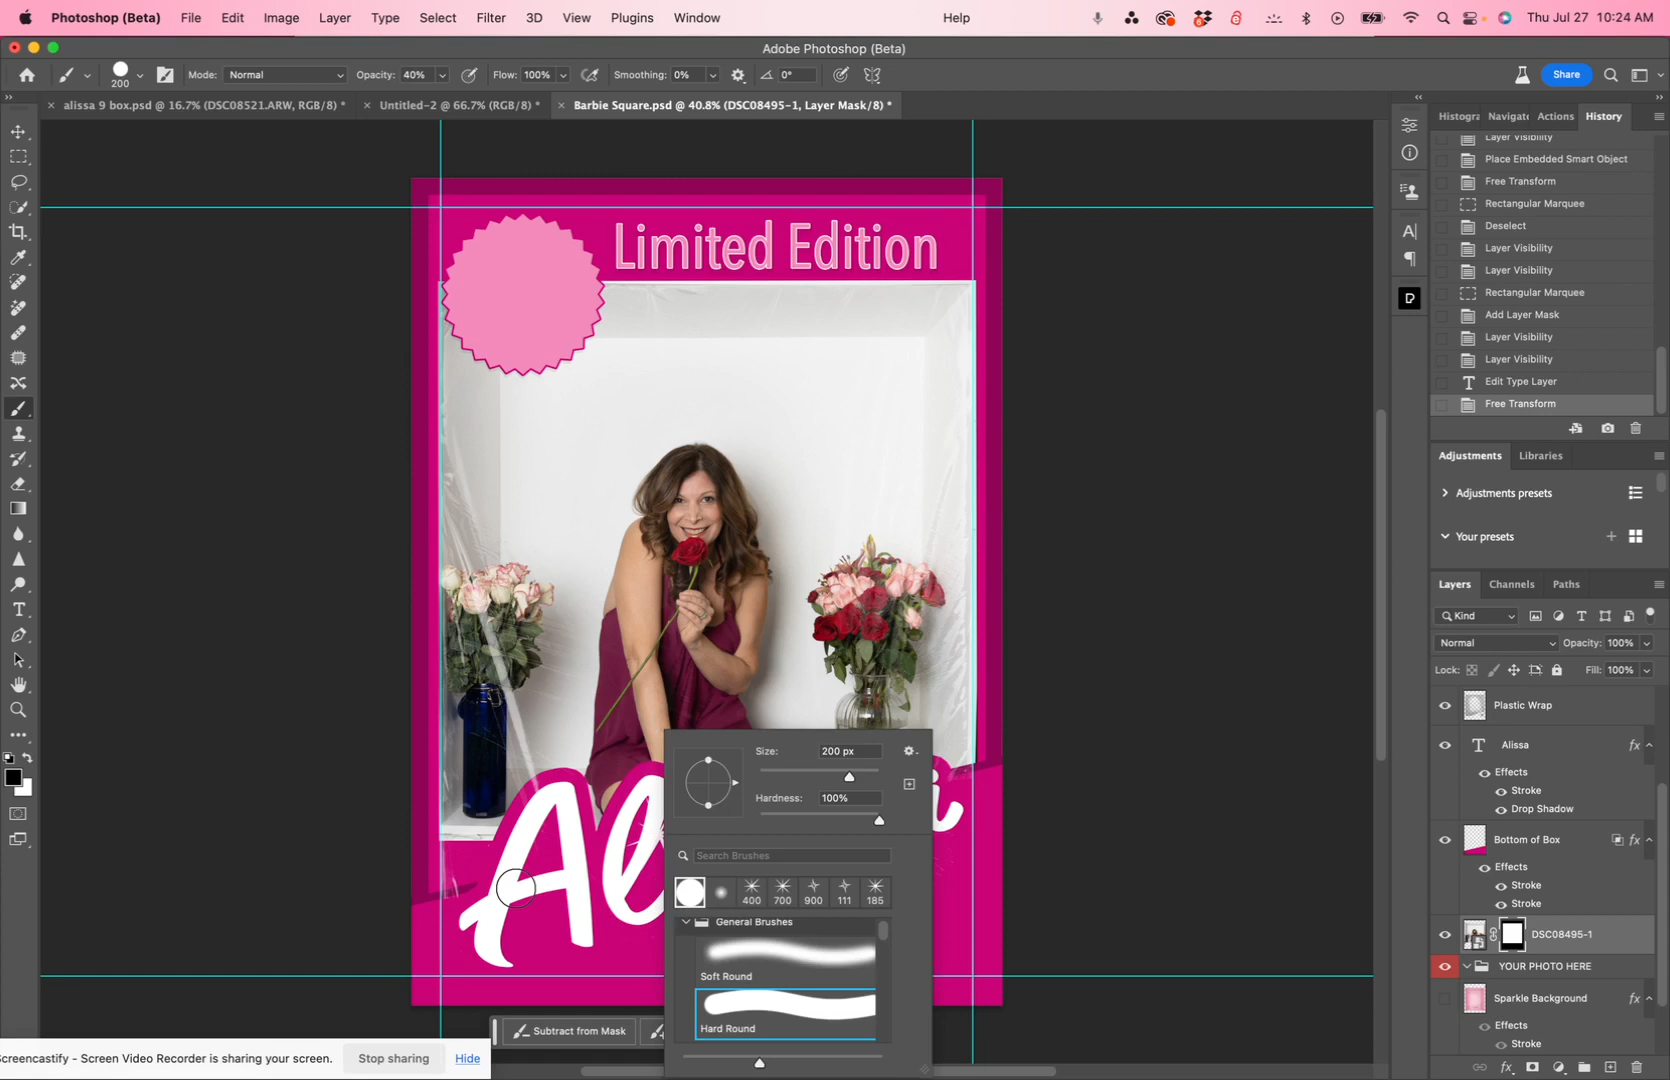 Photoshop (Beta) File Edit Image Layer Type Select Filter 3D View Plugins Window Help Thu Jul 27 10:24 AM
Adobe Photoshop (Beta)
200 Mode: Normal Opacity: 40% Flow: 100% Smoothing: 0% 0° Share
alissa 9 box.psd @ 16.7% (DSC08521.ARW, RGB/8) * Untitled-2 @ 66.7% (RGB/8) * Barbie Square.psd @ 40.8% (DSC08495-1, Layer Mask/8) *
Histogra Navigate Actions History
Layer Visibility
Place Embedded Smart Object
Free Transform
Rectangular Marquee
Deselect
Layer Visibility
Layer Visibility
Rectangular Marquee
Add Layer Mask
Layer Visibility
Layer Visibility
Edit Type Layer
Free Transform
Adjustments Libraries
Adjustments presets
Your presets
Layers Channels Paths
Kind
Normal Opacity: 100%
Lock: Fill: 100%
Plastic Wrap
Alissa fx
Effects
Stroke
Drop Shadow
Bottom of Box fx
Effects
Stroke
Stroke
DSC08495-1
YOUR PHOTO HERE
Sparkle Background fx
Effects
Stroke
fx
Limited Edition
Al
i
Size: 200 px
Hardness: 100%
Search Brushes
400 700 900 111 185
General Brushes
Soft Round
Hard Round
Subtract from Mask
Screencastify - Screen Video Recorder is sharing your screen. Stop sharing Hide